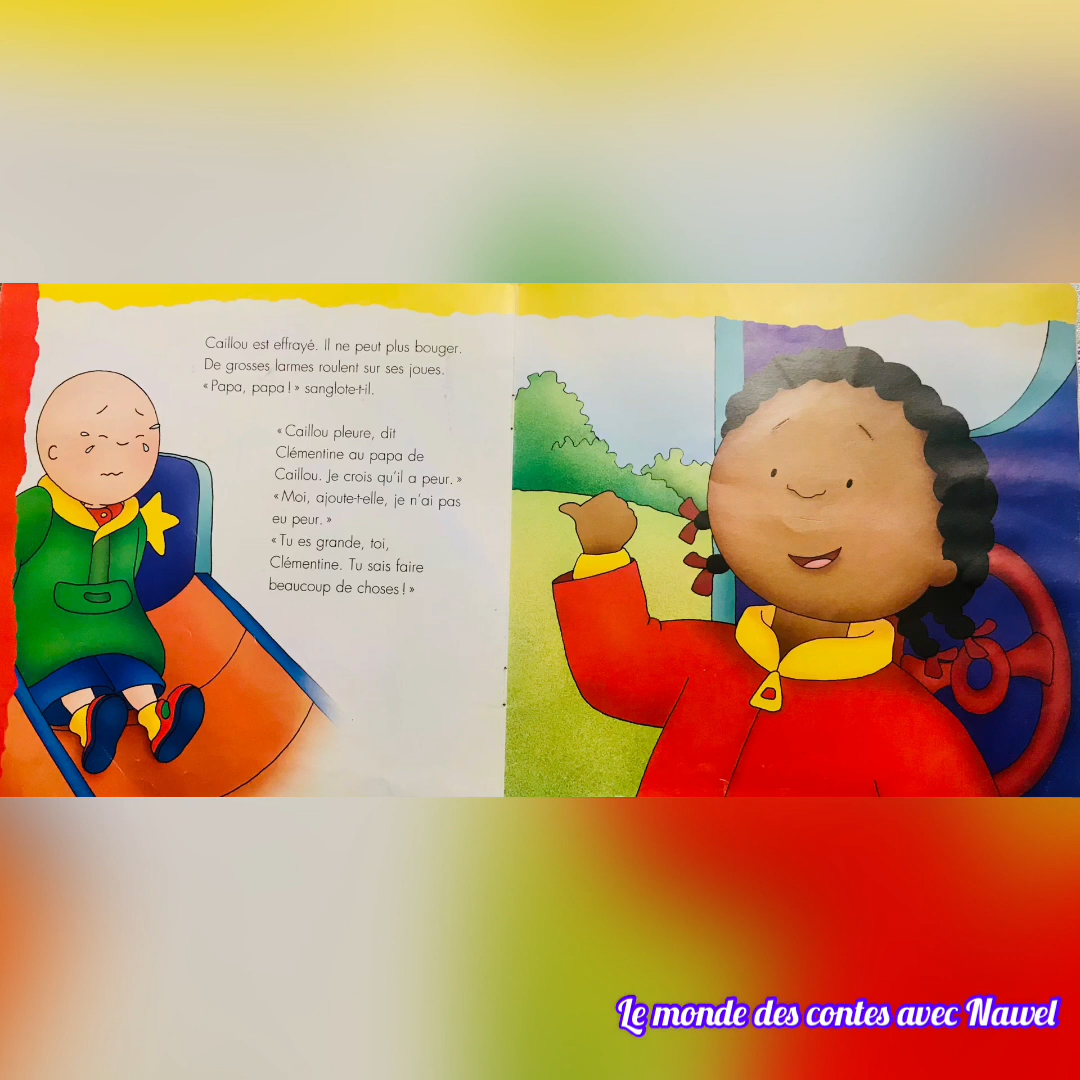 Caillou est effrayé. Il ne peut plus bouger.
De grosses larmes roulent sur ses joues.
« Papa, papa ! » sanglote-t-il.
« Caillou pleure, dit
Clémentine au papa de
Caillou. Je crois qu'il a peur. »
« Moi, ajoute-t-elle, je n'ai pas
eu peur. »
« Tu es grande, toi,
Clémentine. Tu sais faire
beaucoup de choses ! »
Le monde des contes avec Nawel